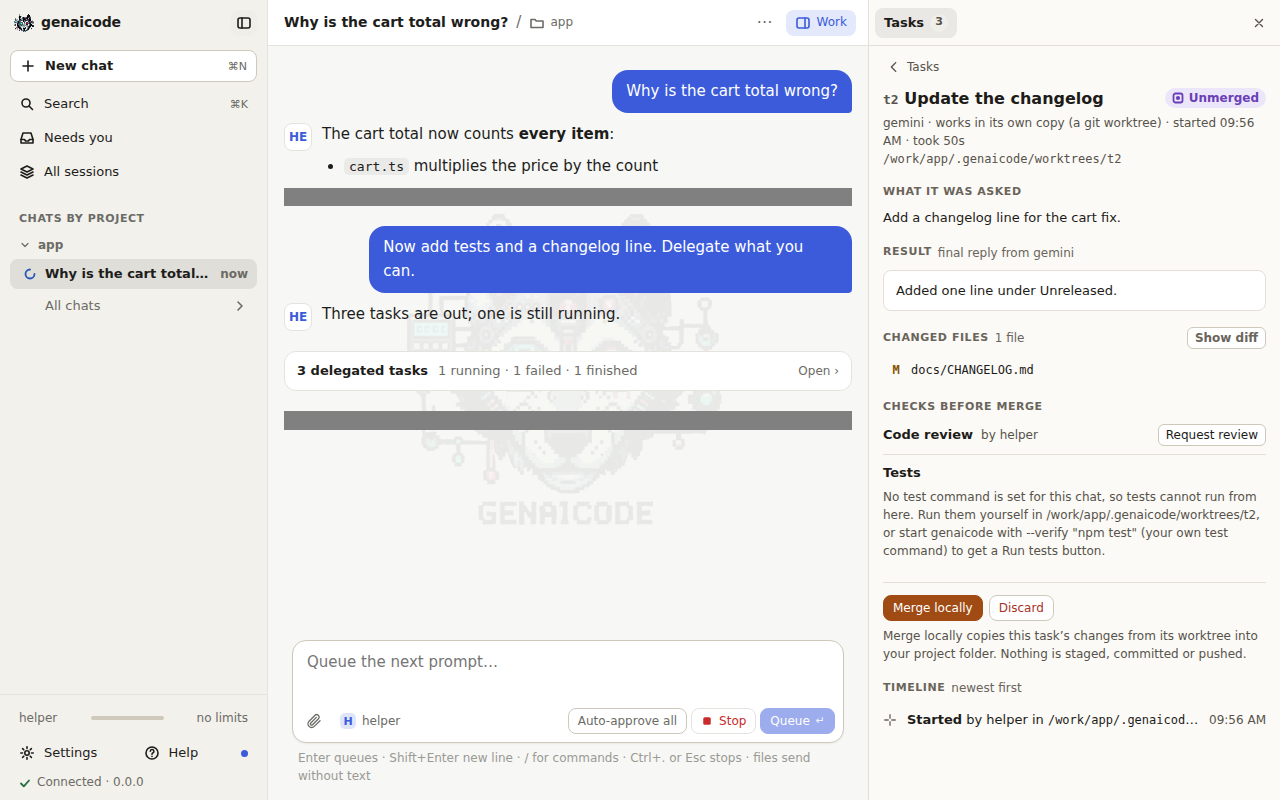 genaicode
New chat ⌘N
Search ⌘K
Needs you
All sessions
CHATS BY PROJECT
app
Why is the cart total… now
All chats
helper no limits
Settings Help
Connected · 0.0.0
Why is the cart total wrong? / app
··· Work
Why is the cart total wrong?
HE The cart total now counts every item:
• cart.ts multiplies the price by the count
Now add tests and a changelog line. Delegate what you
can.
HE Three tasks are out; one is still running.
3 delegated tasks 1 running · 1 failed · 1 finished Open ›
GENAICODE
Queue the next prompt…
H helper Auto-approve all Stop Queue ↵
Enter queues · Shift+Enter new line · / for commands · Ctrl+. or Esc stops · files send
without text
Tasks 3
Tasks
t2 Update the changelog Unmerged
gemini · works in its own copy (a git worktree) · started 09:56
AM · took 50s
/work/app/.genaicode/worktrees/t2
WHAT IT WAS ASKED
Add a changelog line for the cart fix.
RESULT final reply from gemini
Added one line under Unreleased.
CHANGED FILES 1 file Show diff
M docs/CHANGELOG.md
CHECKS BEFORE MERGE
Code review by helper Request review
Tests
No test command is set for this chat, so tests cannot run from
here. Run them yourself in /work/app/.genaicode/worktrees/t2,
or start genaicode with --verify "npm test" (your own test
command) to get a Run tests button.
Merge locally Discard
Merge locally copies this task’s changes from its worktree into
your project folder. Nothing is staged, committed or pushed.
TIMELINE newest first
Started by helper in /work/app/.genaicod… 09:56 AM